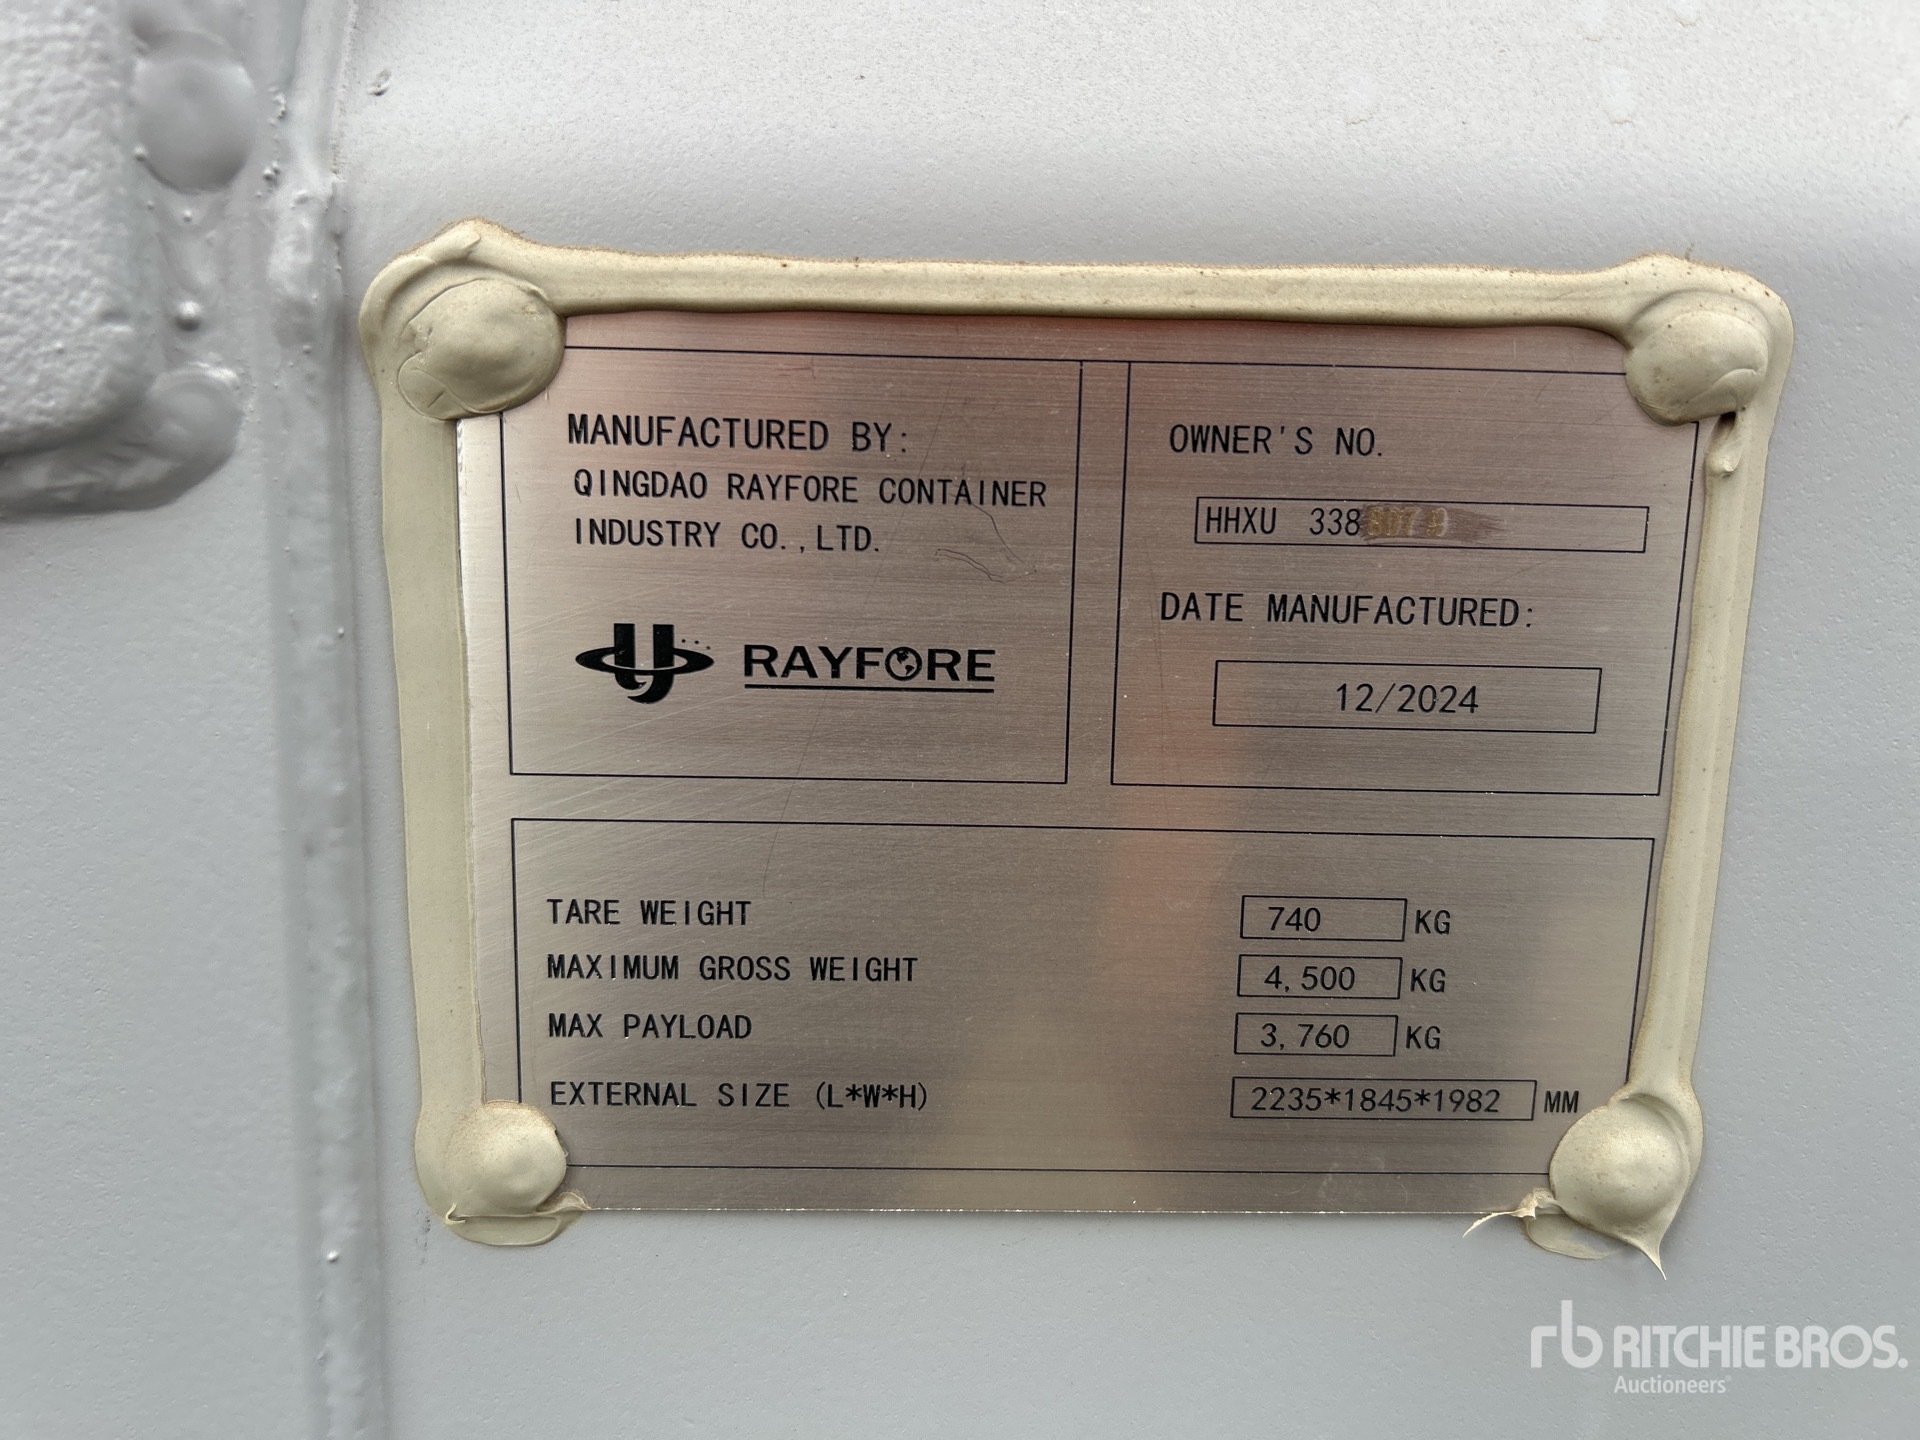 MANUFACTURED BY:
QINGDAO RAYFORE CONTAINER
INDUSTRY CO.,LTD.
RAYFORE
OWNER'S NO.
HHXU 338
DATE MANUFACTURED:
12/2024
TARE WEIGHT 740 KG
MAXIMUM GROSS WEIGHT 4,500 KG
MAX PAYLOAD 3,760 KG
EXTERNAL SIZE (L*W*H) 2235*1845*1982 MM
rb RITCHIE BROS.
Auctioneers